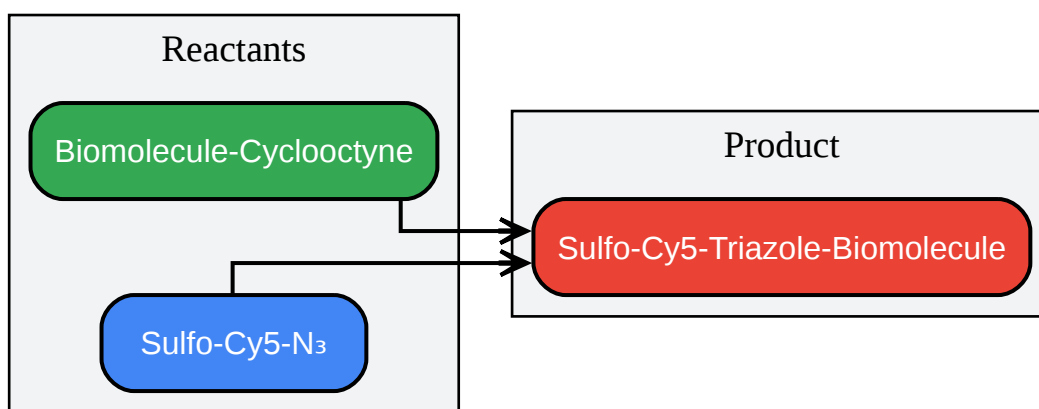 Reactants
Biomolecule-Cyclooctyne
Sulfo-Cy5-N₃
Product
Sulfo-Cy5-Triazole-Biomolecule